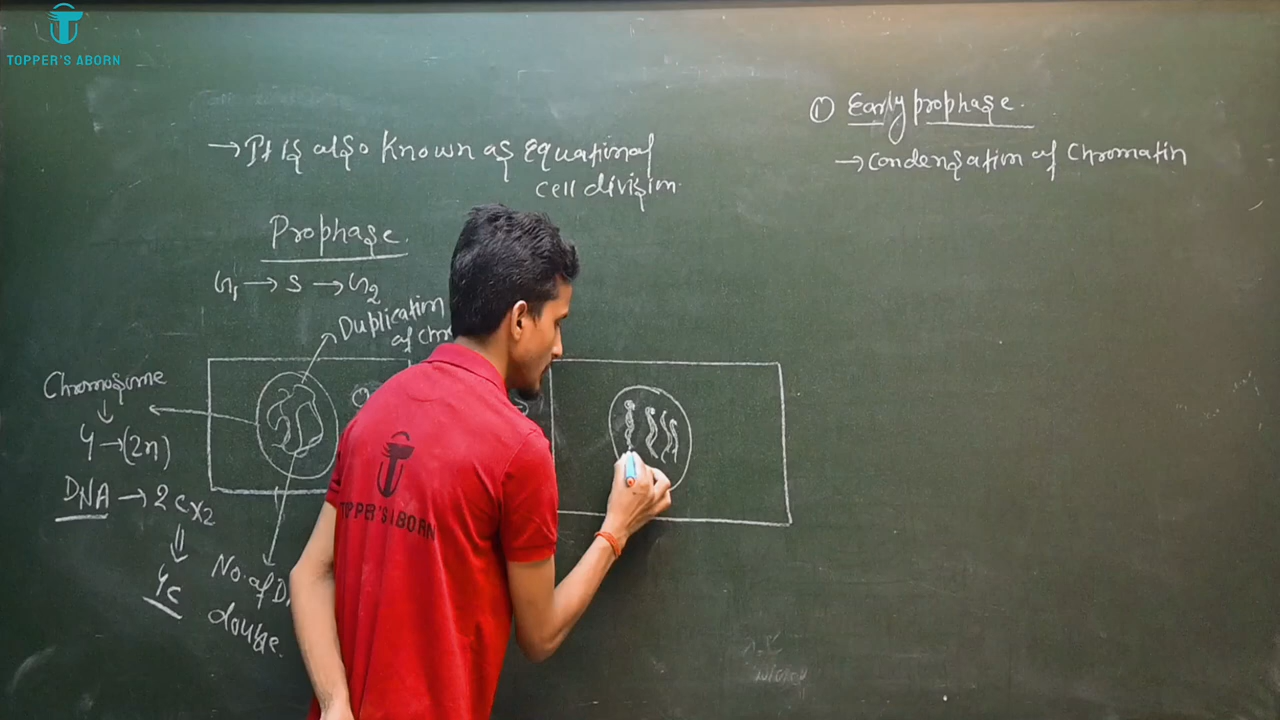 TOPPER'S ABORN
→ It is also Known as Equational
cell division.
Prophase.
G1 → S → G2
Duplication
of chr
Chromosome
4 → (2n)
DNA → 2c x2
4c
No. of D
double.
① Early prophase.
→ Condensation of Chromatin
TOPPER'S ABORN